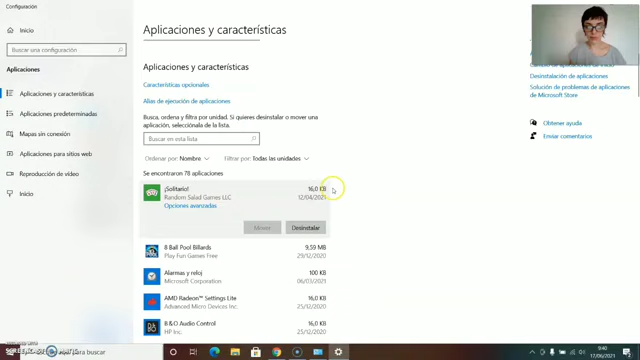 Configuración
Inicio
Buscar una configuración
Aplicaciones
Aplicaciones y características
Aplicaciones predeterminadas
Mapas sin conexión
Aplicaciones para sitios web
Reproducción de vídeo
Inicio
Aplicaciones y características
Aplicaciones y características
Características opcionales
Alias de ejecución de aplicaciones
Busca, ordena y filtra por unidad. Si quieres desinstalar o mover una
aplicación, selecciónala de la lista.
Buscar en esta lista
Ordenar por: Nombre
Filtrar por: Todas las unidades
Se encontraron 78 aplicaciones
¡Solitario!
16,0 KB
Random Salad Games LLC
12/04/2021
Opciones avanzadas
Mover
Desinstalar
8 Ball Pool Billards
9,59 MB
Play Fun Games Free
29/12/2020
Alarmas y reloj
100 KB
Microsoft Corporation
06/03/2021
AMD Radeon™ Settings Lite
16,0 KB
Advanced Micro Devices Inc.
25/12/2020
B&O Audio Control
16,0 KB
HP Inc.
25/12/2020
Desinstalación de aplicaciones
Solución de problemas de aplicaciones
de Microsoft Store
Obtener ayuda
Enviar comentarios
para buscar
9:40
17/06/2021